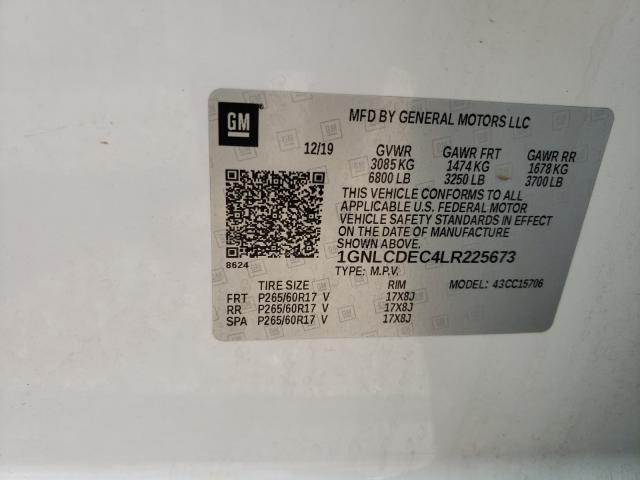 GM
MFD BY GENERAL MOTORS LLC
12/19 GVWR GAWR FRT GAWR RR
3085 KG 1474 KG 1678 KG
6800 LB 3250 LB 3700 LB
THIS VEHICLE CONFORMS TO ALL
APPLICABLE U.S. FEDERAL MOTOR
VEHICLE SAFETY STANDARDS IN EFFECT
ON THE DATE OF MANUFACTURE
SHOWN ABOVE.
1GNLCDEC4LR225673
8624
TYPE: M.P.V. MODEL: 43CC15706
TIRE SIZE RIM
FRT P265/60R17 V 17X8J
RR P265/60R17 V 17X8J
SPA P265/60R17 V 17X8J